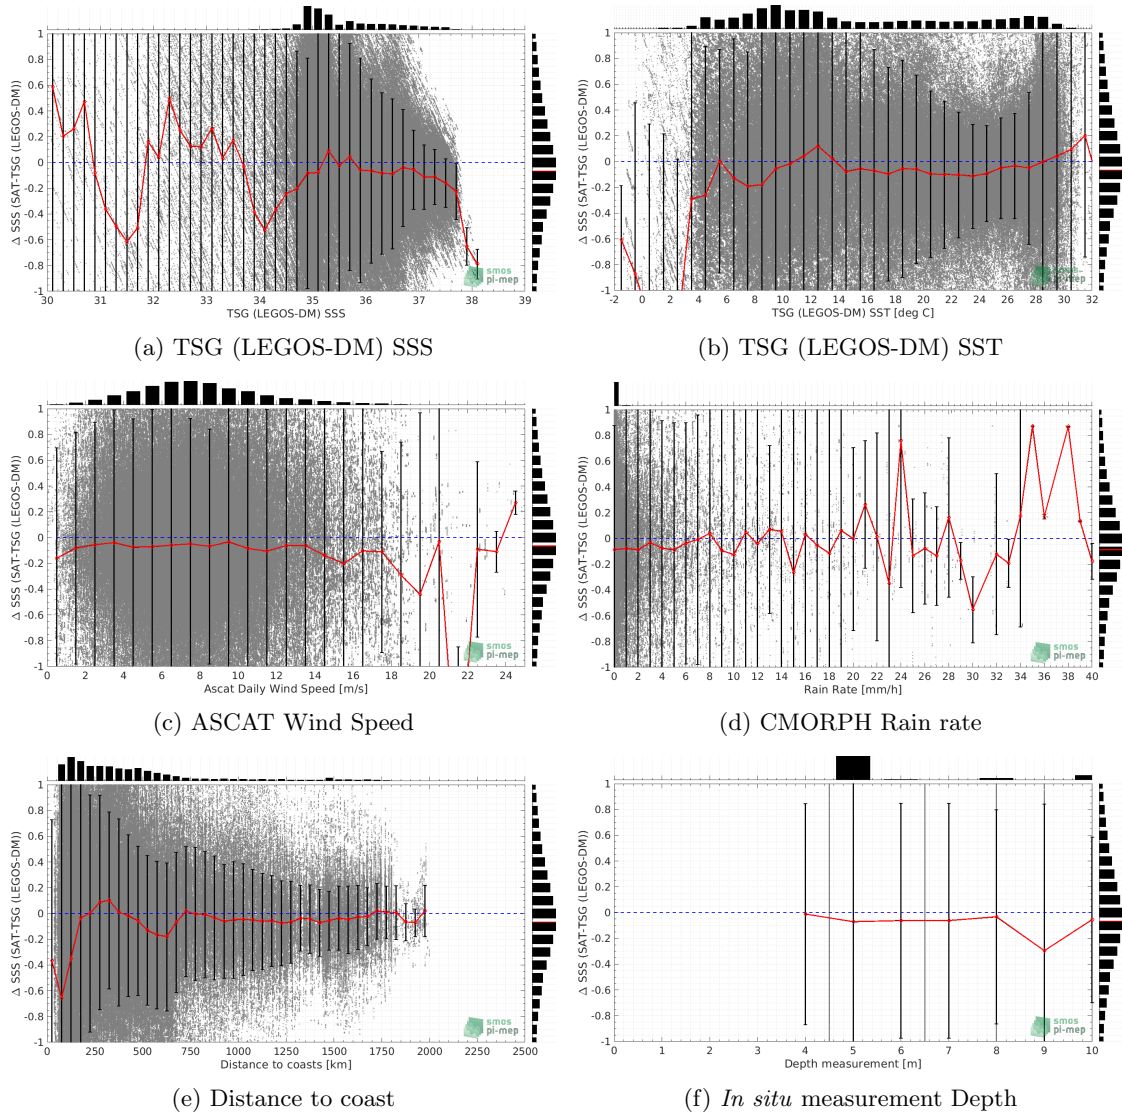 Δ SSS (SAT-TSG (LEGOS-DM))
1
0.8
0.6
0.4
0.2
0
-0.2
-0.4
-0.6
-0.8
-1
30 31 32 33 34 35 36 37 38 39
TSG (LEGOS-DM) SSS
smos
pi-mep
(a) TSG (LEGOS-DM) SSS
Δ SSS (SAT-TSG (LEGOS-DM))
1
0.8
0.6
0.4
0.2
0
-0.2
-0.4
-0.6
-0.8
-1
-2 0 2 4 6 8 10 12 14 16 18 20 22 24 26 28 30 32
TSG (LEGOS-DM) SST [deg C]
smos
pi-mep
(b) TSG (LEGOS-DM) SST
Δ SSS (SAT-TSG (LEGOS-DM))
1
0.8
0.6
0.4
0.2
0
-0.2
-0.4
-0.6
-0.8
-1
0 2 4 6 8 10 12 14 16 18 20 22 24
Ascat Daily Wind Speed [m/s]
smos
pi-mep
(c) ASCAT Wind Speed
Δ SSS (SAT-TSG (LEGOS-DM))
1
0.8
0.6
0.4
0.2
0
-0.2
-0.4
-0.6
-0.8
-1
0 2 4 6 8 10 12 14 16 18 20 22 24 26 28 30 32 34 36 38 40
Rain Rate [mm/h]
smos
pi-mep
(d) CMORPH Rain rate
Δ SSS (SAT-TSG (LEGOS-DM))
1
0.8
0.6
0.4
0.2
0
-0.2
-0.4
-0.6
-0.8
-1
0 250 500 750 1000 1250 1500 1750 2000 2250 2500
Distance to coasts [km]
smos
pi-mep
(e) Distance to coast
Δ SSS (SAT-TSG (LEGOS-DM))
1
0.8
0.6
0.4
0.2
0
-0.2
-0.4
-0.6
-0.8
-1
0 1 2 3 4 5 6 7 8 9 10
Depth measurement [m]
smos
pi-mep
(f) In situ measurement Depth